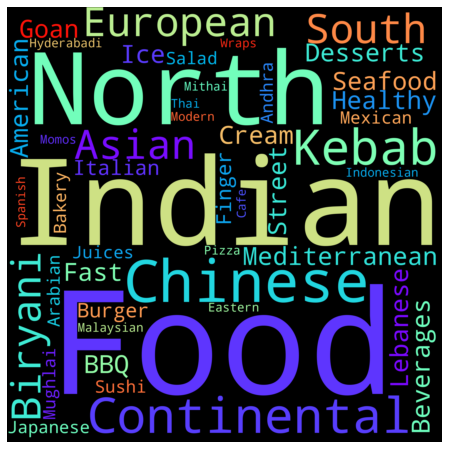 Goan
European
South
Hyderabadi
Ice
Salad
Wraps
Desserts
American
North
Mithai
Andhra
Seafood
Thai
Healthy
Modern
Mexican
Momos
Asian
Cream
Kebab
Italian
Finger
Street
Indonesian
Spanish
Bakery
Indian
Cafe
Juices
Pizza
Mediterranean
Biryani
Arabian
Fast
Chinese
Lebanese
Beverages
Burger
Eastern
Malaysian
Food
Mughlai
BBQ
Sushi
Continental
Japanese